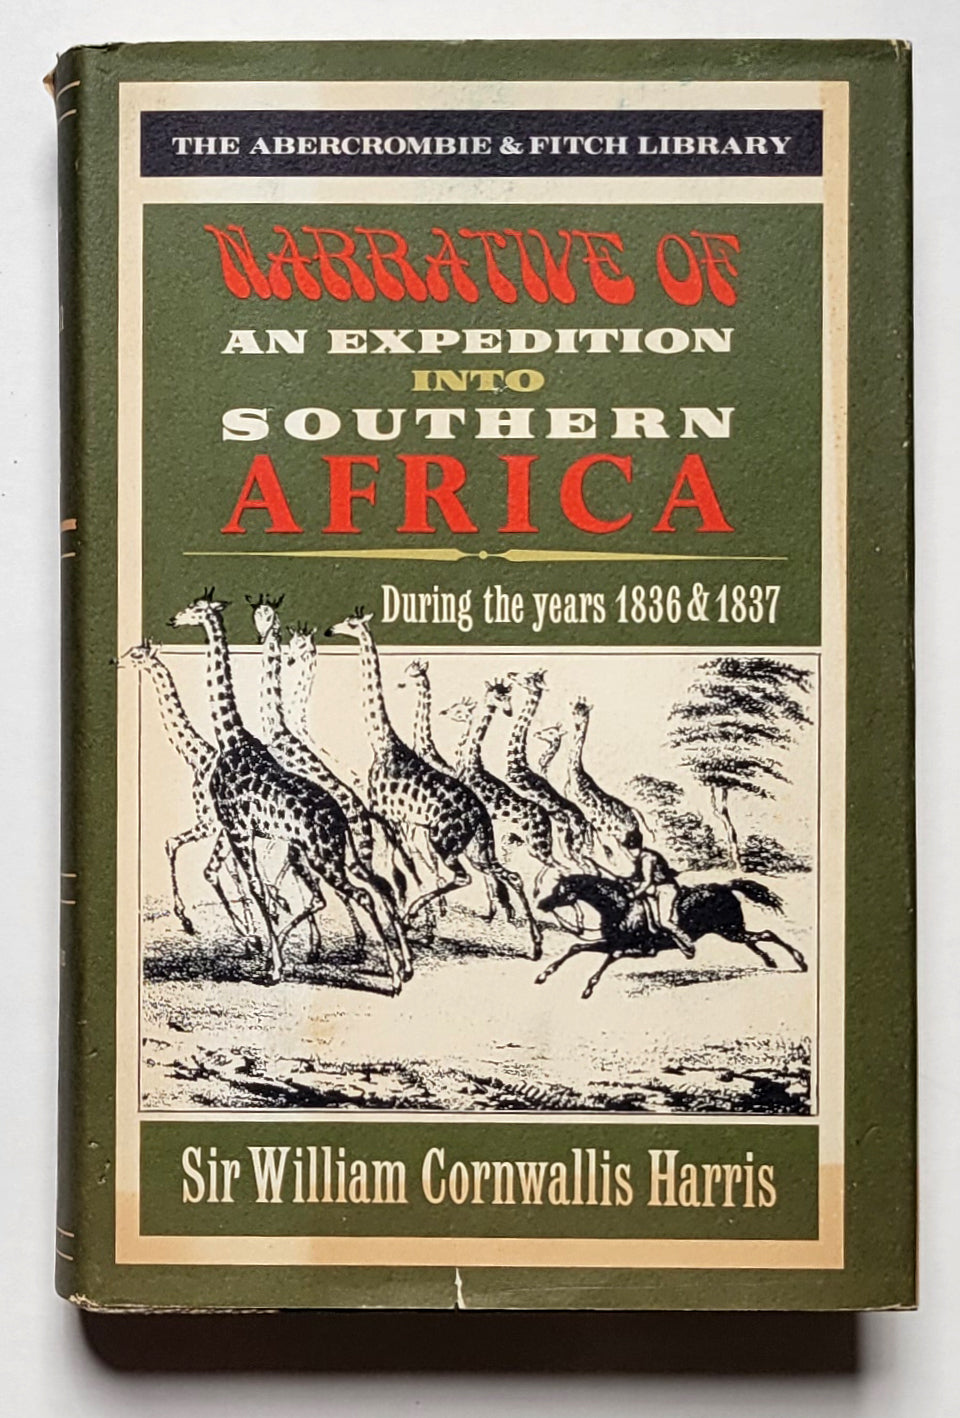 THE ABERCROMBIE & FITCH LIBRARY
NARRATIVE OF
AN EXPEDITION
INTO
SOUTHERN
AFRICA
During the years 1836 & 1837
Sir William Cornwallis Harris